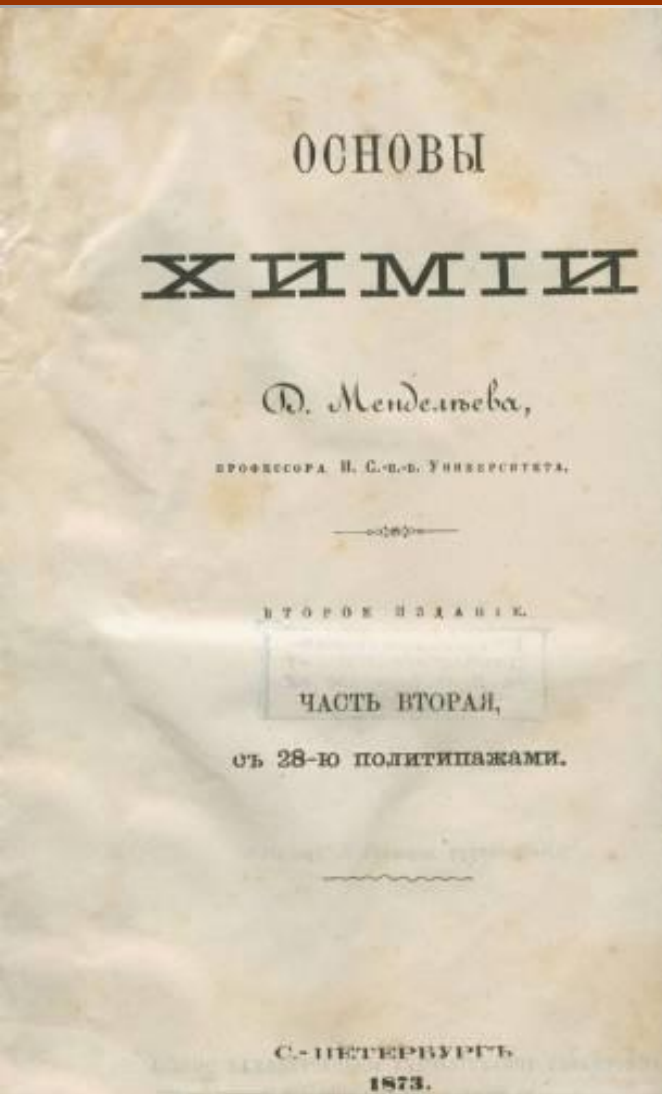 ОСНОВЫ
ХИМІИ
Д. Менделѣева,
ПРОФЕССОРА И. С.-П.-Б. УНИВЕРСИТЕТА.
ВТОРОЕ ИЗДАНІЕ.
ЧАСТЬ ВТОРАЯ,
съ 28-ю политипажами.
С.-ПЕТЕРБУРГЪ
1873.